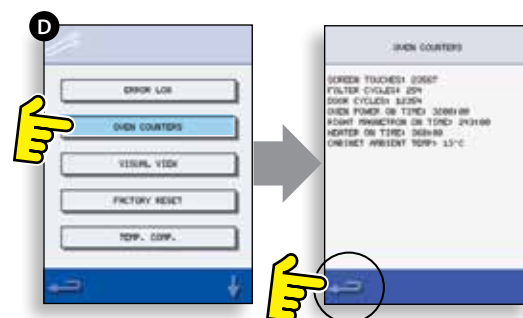 D
ERROR LOG
OVEN COUNTERS
VISUAL VIEW
FACTORY RESET
TEMP. COMP.
OVEN COUNTERS
SCREEN TOUCHES: 23567
FILTER CYCLES: 254
DOOR CYCLES: 12354
OVEN POWER ON TIME: 3200:00
RIGHT MAGNETRON ON TIME: 243:00
HEATER ON TIME: 360:00
CABINET AMBIENT TEMP: 13°C